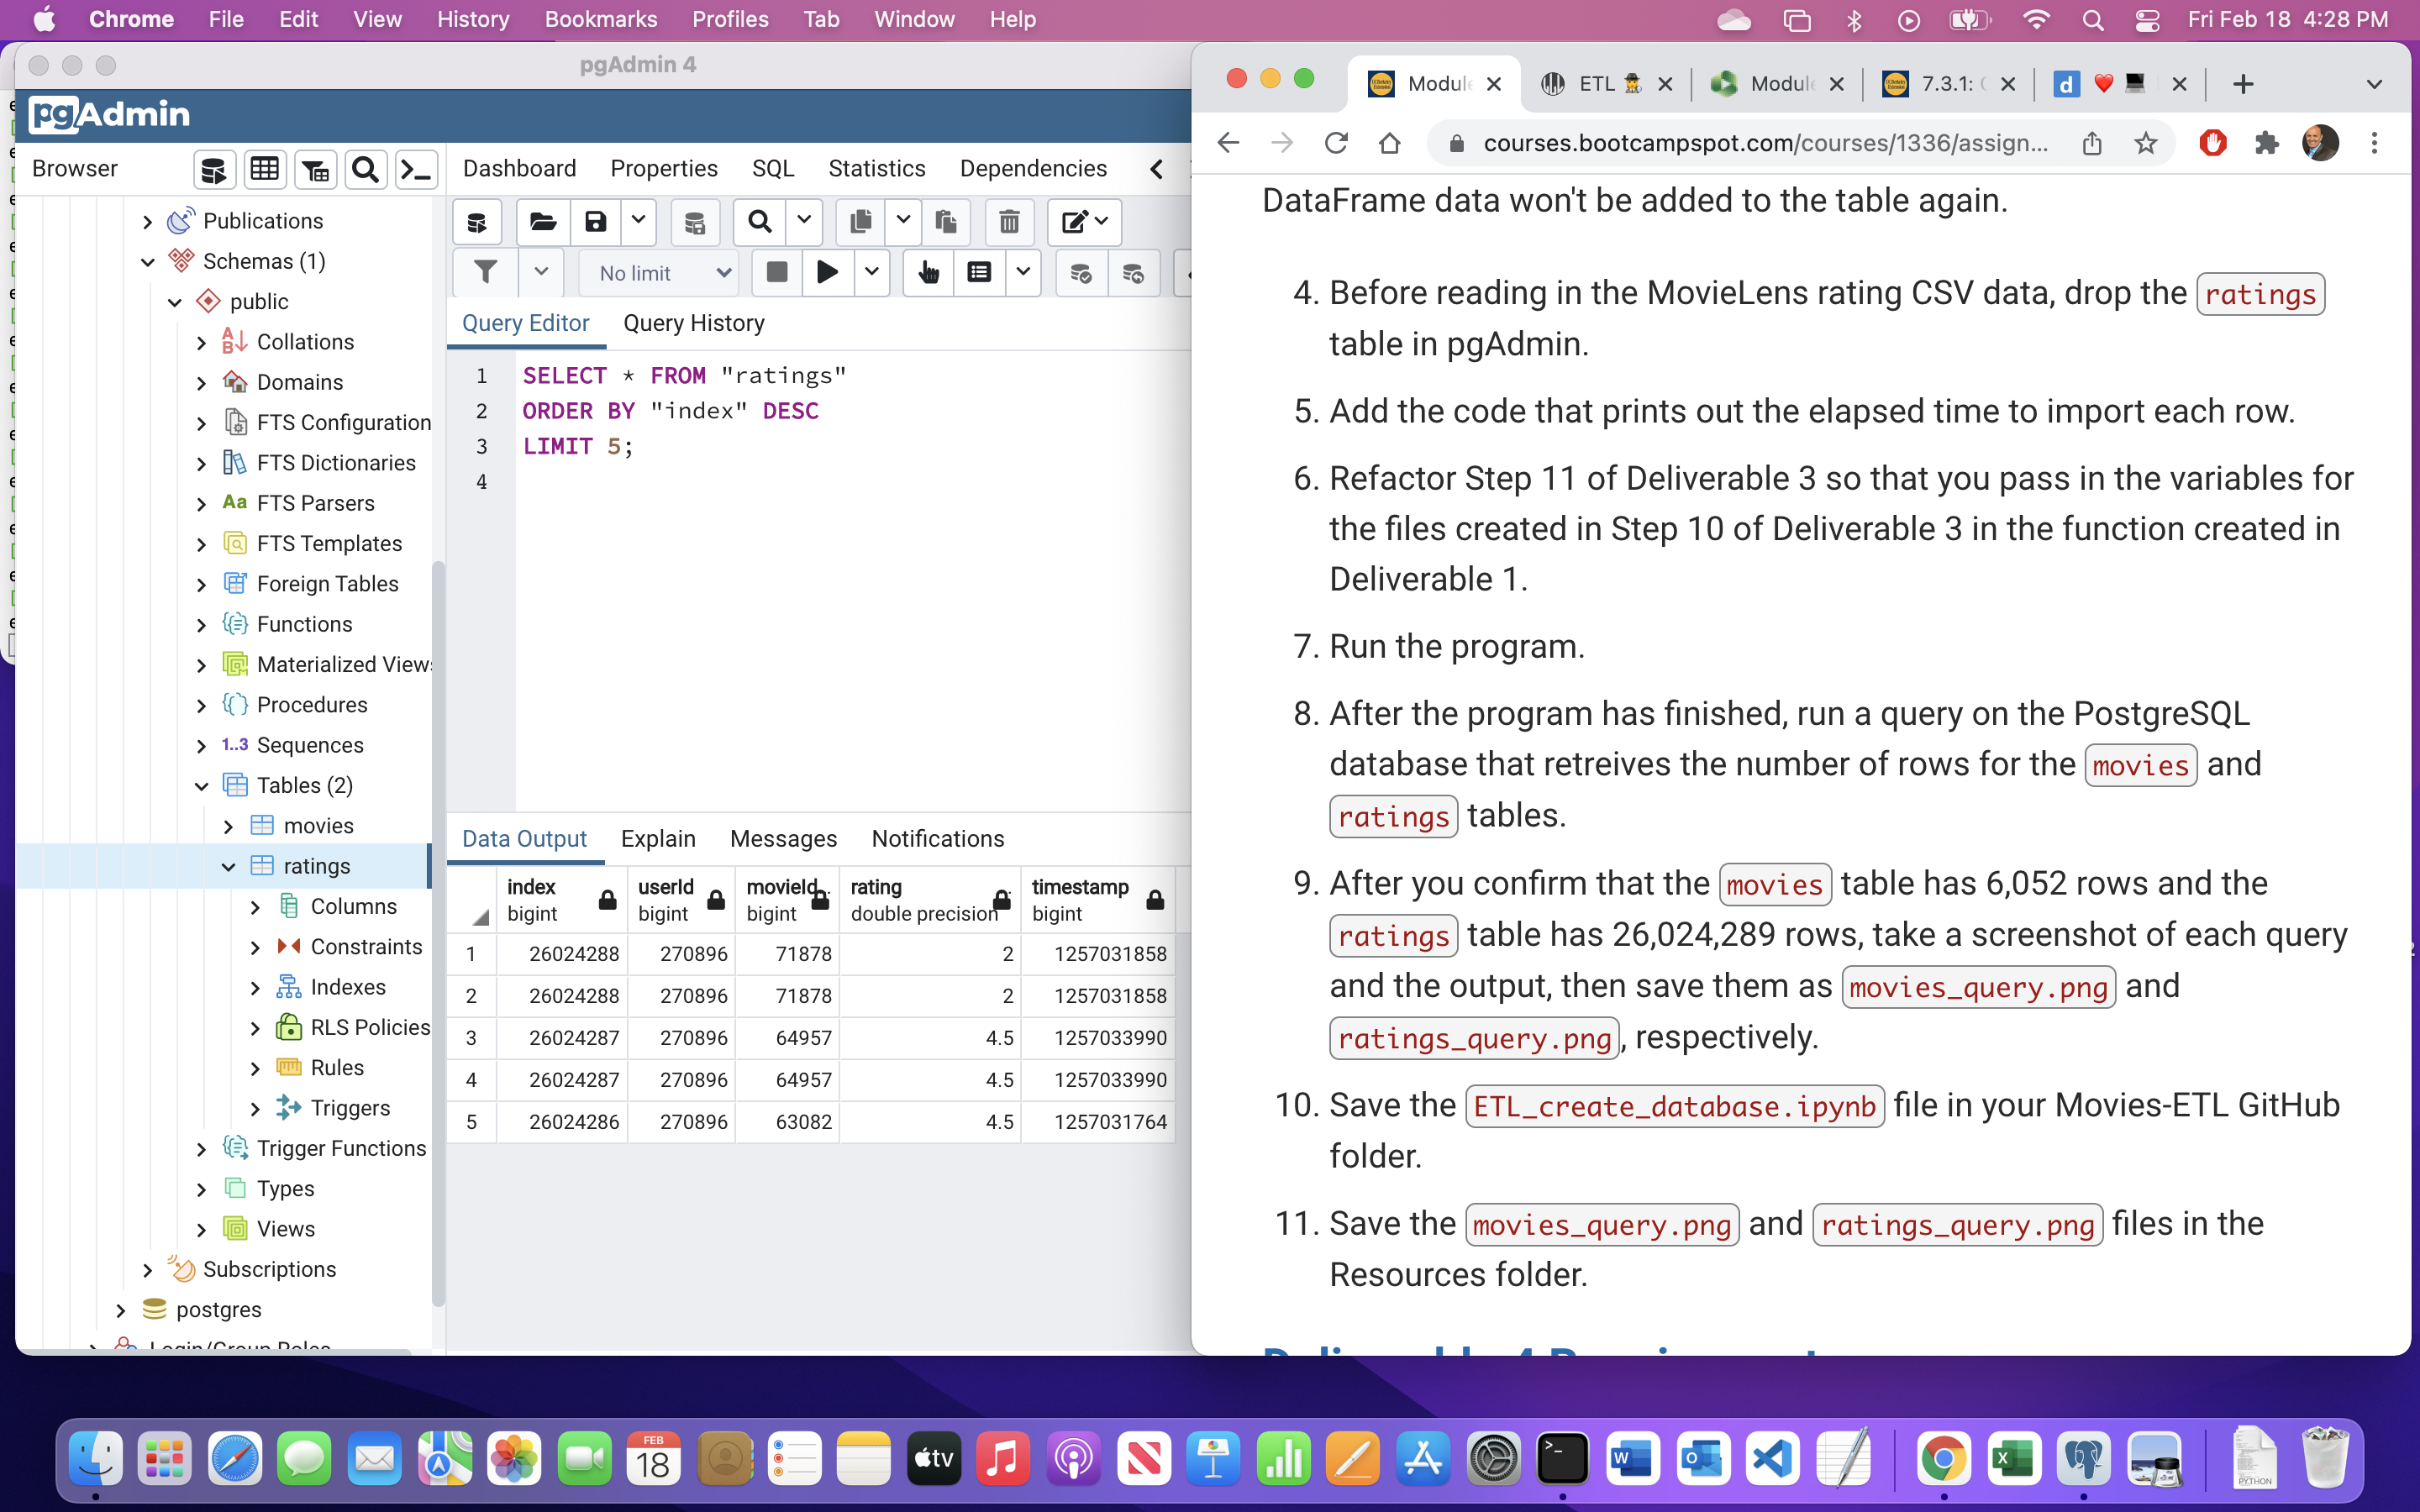 Chrome File Edit View History Bookmarks Profiles Tab Window Help Fri Feb 18 4:28 PM
pgAdmin 4
pgAdmin
Browser
Dashboard Properties SQL Statistics Dependencies
Publications
Schemas (1)
public
Collations
Domains
FTS Configuration
FTS Dictionaries
Aa FTS Parsers
FTS Templates
Foreign Tables
Functions
Materialized View
Procedures
1..3 Sequences
Tables (2)
movies
ratings
Columns
Constraints
Indexes
RLS Policies
Rules
Triggers
Trigger Functions
Types
Views
Subscriptions
postgres
Login/Group Roles
No limit
Query Editor Query History
1 SELECT * FROM "ratings"
2 ORDER BY "index" DESC
3 LIMIT 5;
4
Data Output Explain Messages Notifications
index bigint userId bigint movieId bigint rating double precision timestamp bigint
1 26024288 270896 71878 2 1257031858
2 26024288 270896 71878 2 1257031858
3 26024287 270896 64957 4.5 1257033990
4 26024287 270896 64957 4.5 1257033990
5 26024286 270896 63082 4.5 1257031764
Module ETL Module 7.3.1: d
courses.bootcampspot.com/courses/1336/assign...
DataFrame data won't be added to the table again.
4. Before reading in the MovieLens rating CSV data, drop the ratings
table in pgAdmin.
5. Add the code that prints out the elapsed time to import each row.
6. Refactor Step 11 of Deliverable 3 so that you pass in the variables for
the files created in Step 10 of Deliverable 3 in the function created in
Deliverable 1.
7. Run the program.
8. After the program has finished, run a query on the PostgreSQL
database that retreives the number of rows for the movies and
ratings tables.
9. After you confirm that the movies table has 6,052 rows and the
ratings table has 26,024,289 rows, take a screenshot of each query
and the output, then save them as movies_query.png and
ratings_query.png, respectively.
10. Save the ETL_create_database.ipynb file in your Movies-ETL GitHub
folder.
11. Save the movies_query.png and ratings_query.png files in the
Resources folder.
FEB
18
tv
PYTHON